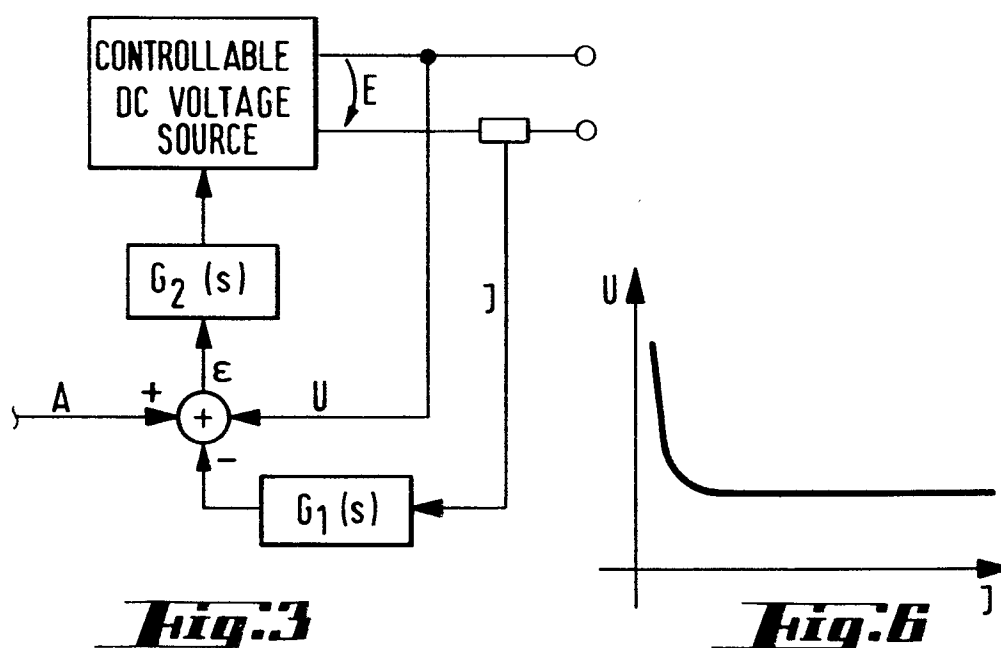 CONTROLLABLE
DC VOLTAGE
SOURCE
E
G2 (s)
J
ε
A
+
+
U
-
G1 (s)
Fig.3
U
J
Fig.6